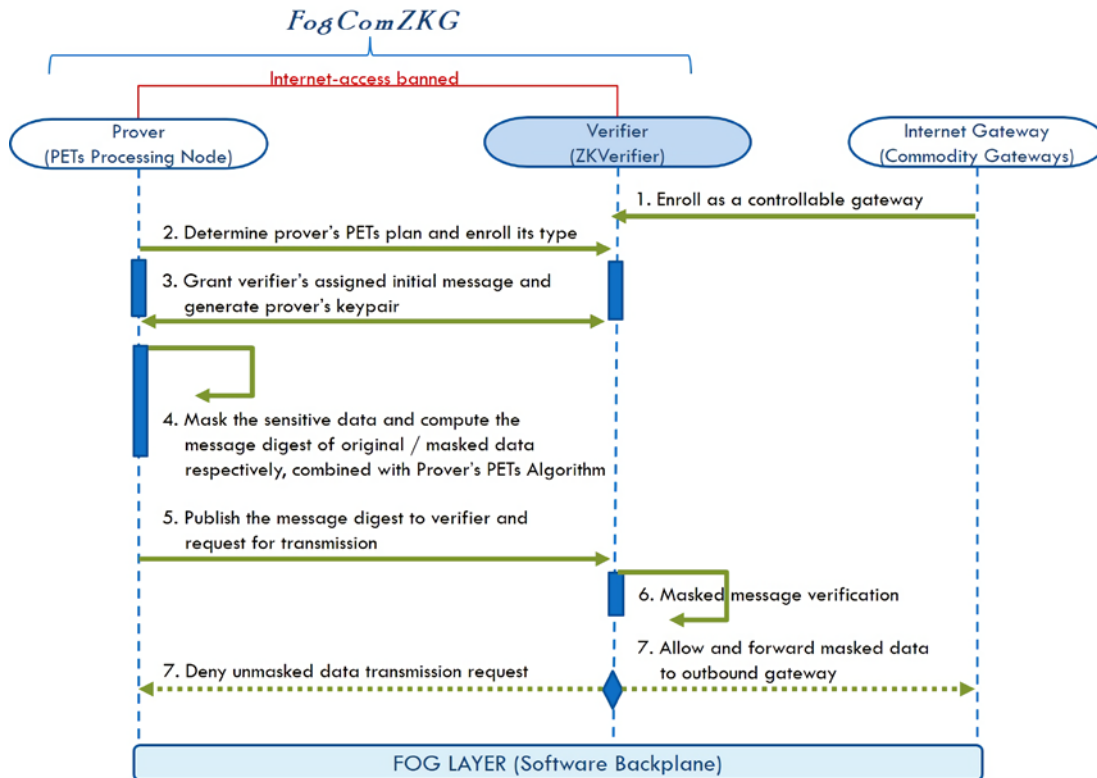 FogComZKG
Internet-access banned
Prover
(PETs Processing Node)
Verifier
(ZKVerifier)
Internet Gateway
(Commodity Gateways)
1. Enroll as a controllable gateway
2. Determine prover's PETs plan and enroll its type
3. Grant verifier's assigned initial message and
generate prover's keypair
4. Mask the sensitive data and compute the
message digest of original / masked data
respectively, combined with Prover's PETs Algorithm
5. Publish the message digest to verifier and
request for transmission
6. Masked message verification
7. Deny unmasked data transmission request
7. Allow and forward masked data
to outbound gateway
FOG LAYER (Software Backplane)